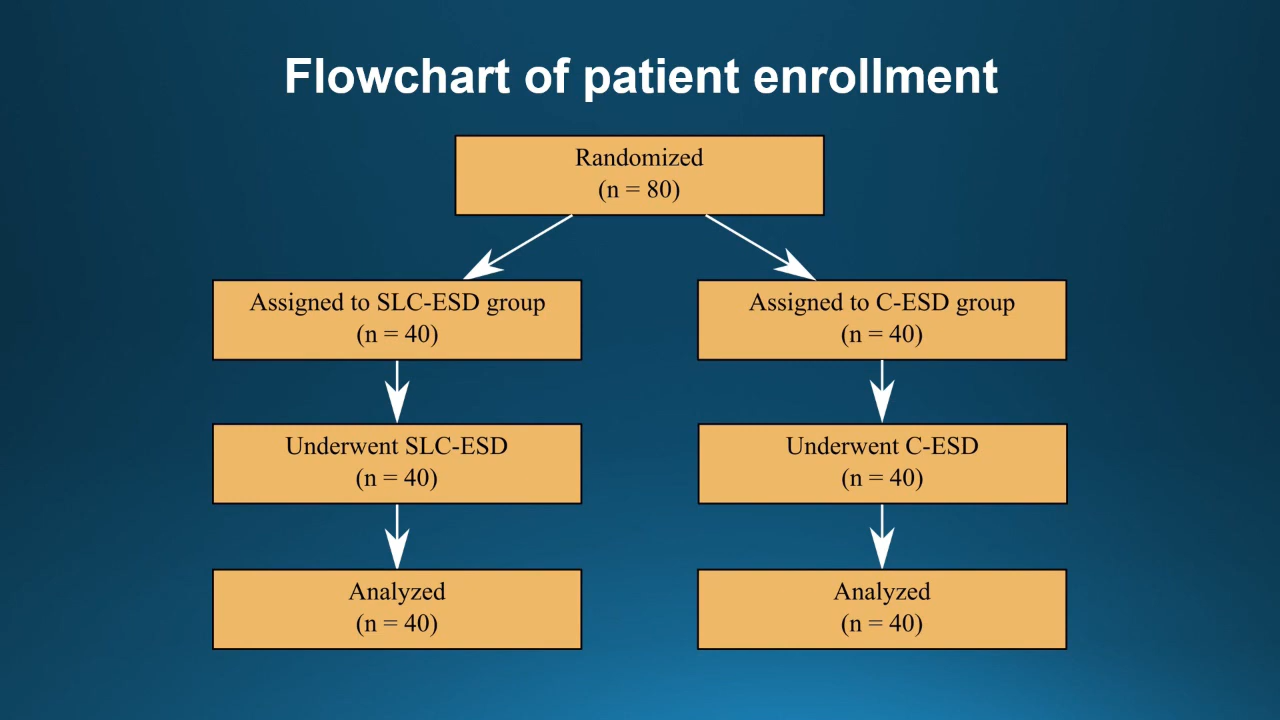 Flowchart of patient enrollment
Randomized
(n = 80)
Assigned to SLC-ESD group
(n = 40)
Assigned to C-ESD group
(n = 40)
Underwent SLC-ESD
(n = 40)
Underwent C-ESD
(n = 40)
Analyzed
(n = 40)
Analyzed
(n = 40)